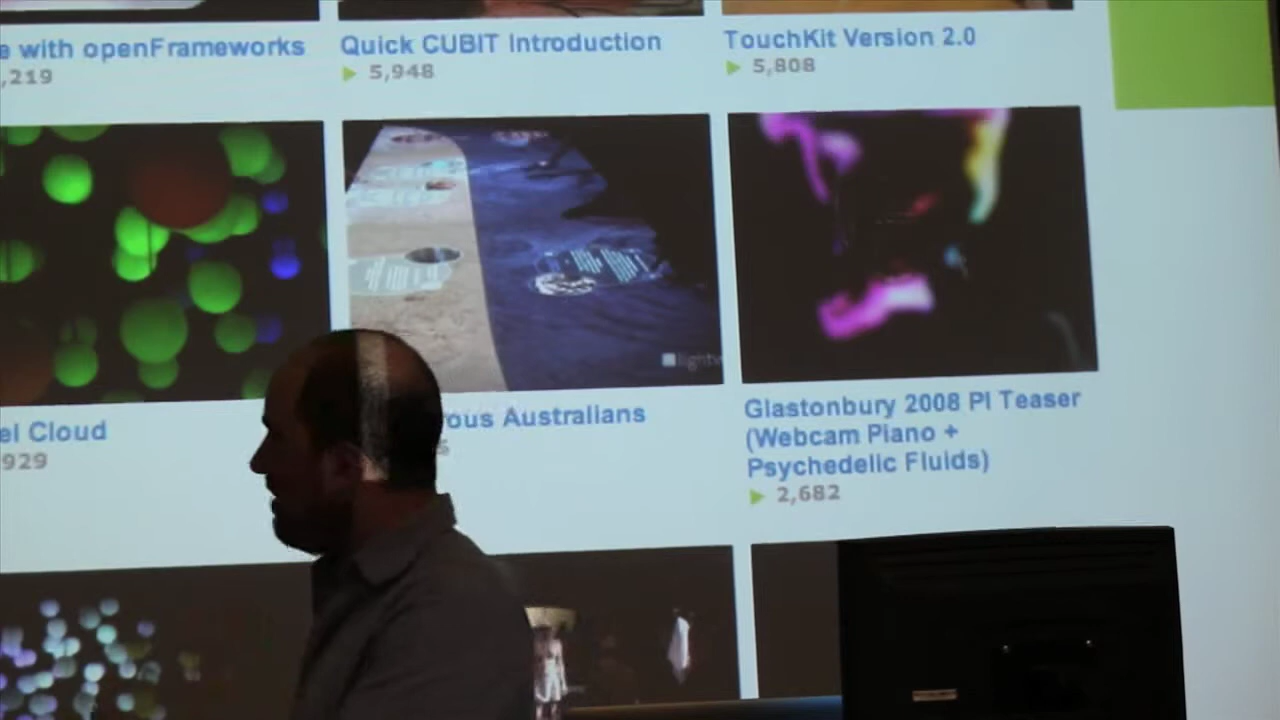 e with openFrameworks
,219
Quick CUBIT Introduction
5,948
TouchKit Version 2.0
5,808
el Cloud
929
ous Australians
Glastonbury 2008 PI Teaser
(Webcam Piano +
Psychedelic Fluids)
2,682